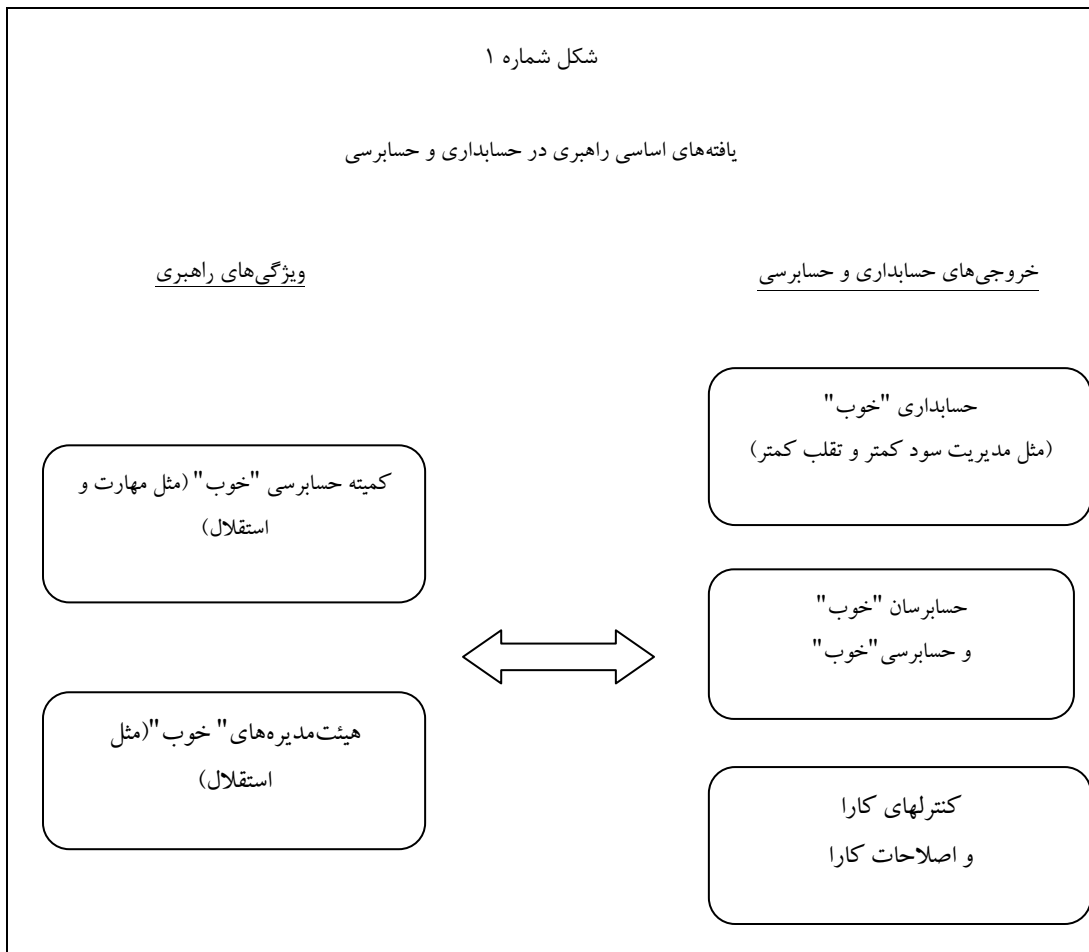 شکل شماره ۱
یافته‌های اساسی راهبری در حسابداری و حسابرسی
خروجی‌های حسابداری و حسابرسی
حسابداری "خوب"
(مثل مدیریت سود کمتر و تقلب کمتر)
حسابرسان "خوب"
و حسابرسی"خوب"
کنترلهای کارا
و اصلاحات کارا
ویژگی‌های راهبری
کمیته حسابرسی "خوب" (مثل مهارت و
استقلال)
هیئت‌مدیره‌های" خوب"(مثل
استقلال)